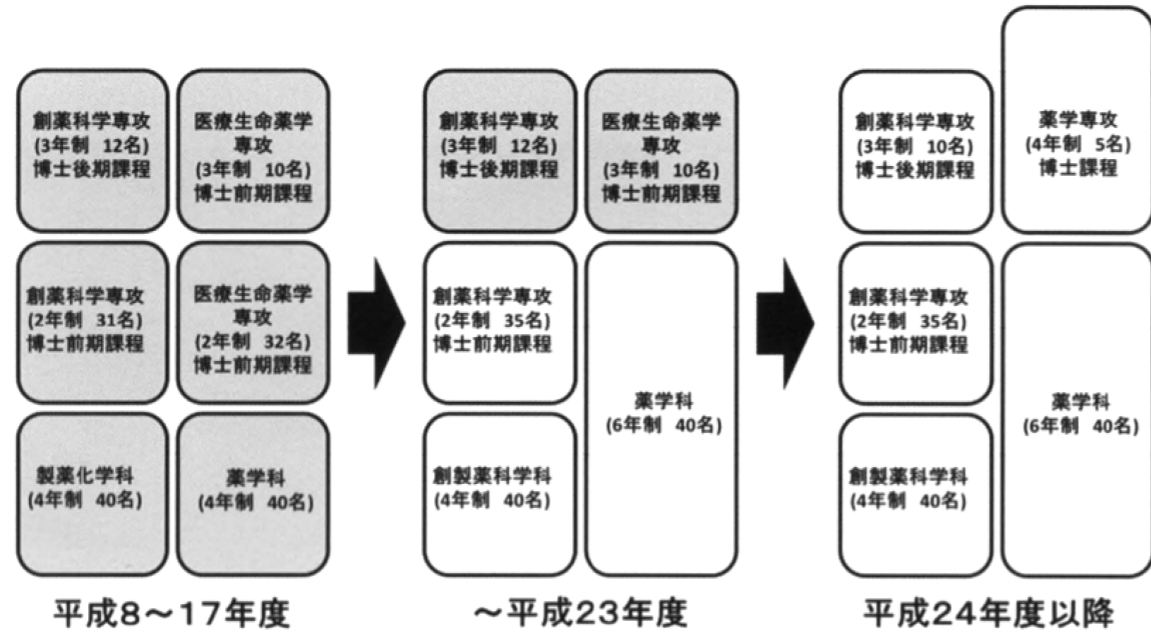 創薬科学専攻
(3年制 12名)
博士後期課程
医療生命薬学
専攻
(3年制 10名)
博士前期課程
創薬科学専攻
(2年制 31名)
博士前期課程
医療生命薬学
専攻
(2年制 32名)
博士前期課程
製薬化学科
(4年制 40名)
薬学科
(4年制 40名)
平成8～17年度
創薬科学専攻
(3年制 12名)
博士後期課程
医療生命薬学
専攻
(3年制 10名)
博士前期課程
創薬科学専攻
(2年制 35名)
博士前期課程
薬学科
(6年制 40名)
創製薬科学科
(4年制 40名)
～平成23年度
創薬科学専攻
(3年制 10名)
博士後期課程
薬学専攻
(4年制 5名)
博士課程
創薬科学専攻
(2年制 35名)
博士前期課程
薬学科
(6年制 40名)
創製薬科学科
(4年制 40名)
平成24年度以降